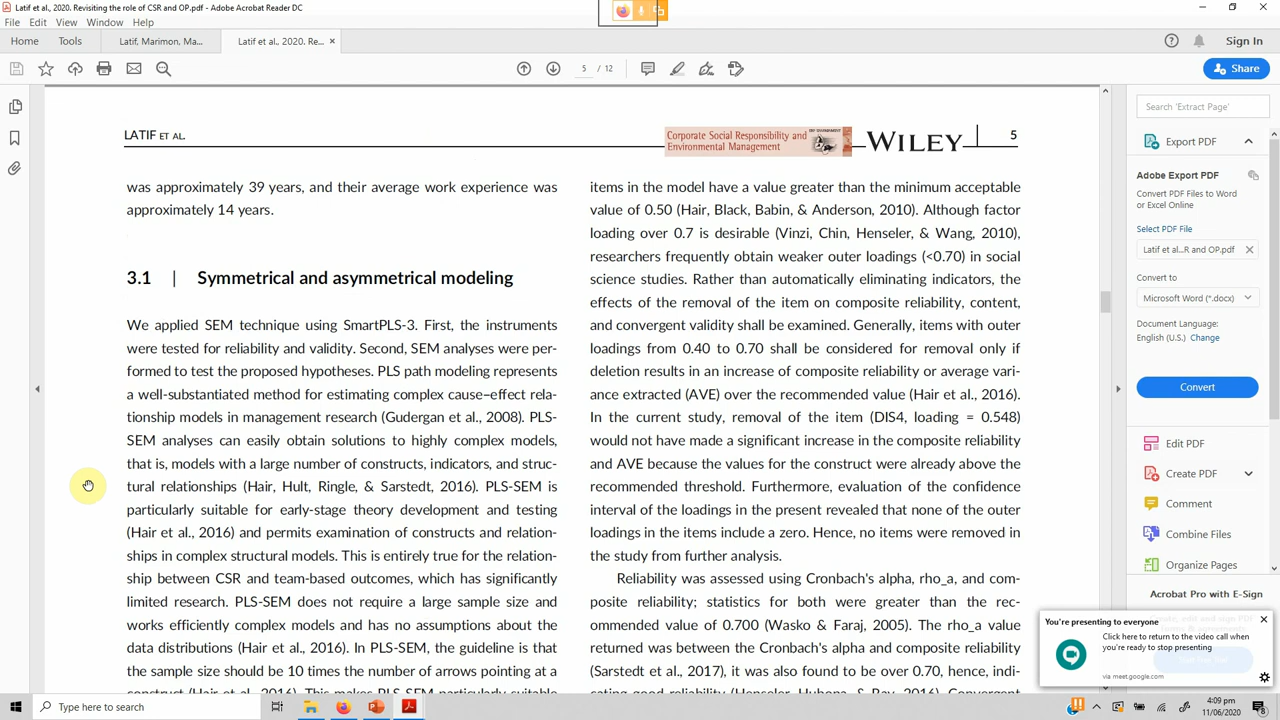 Latif et al., 2020. Revisiting the role of CSR and OP.pdf - Adobe Acrobat Reader DC
File Edit View Window Help
Home Tools Latif, Marimon, Ma... Latif et al., 2020. Re... ×
Sign In
5 / 12
Share
LATIF ET AL.
Corporate Social Responsibility and
Environmental Management
WILEY
5
was approximately 39 years, and their average work experience was
approximately 14 years.
3.1 | Symmetrical and asymmetrical modeling
We applied SEM technique using SmartPLS-3. First, the instruments
were tested for reliability and validity. Second, SEM analyses were per-
formed to test the proposed hypotheses. PLS path modeling represents
a well-substantiated method for estimating complex cause–effect rela-
tionship models in management research (Gudergan et al., 2008). PLS-
SEM analyses can easily obtain solutions to highly complex models,
that is, models with a large number of constructs, indicators, and struc-
tural relationships (Hair, Hult, Ringle, & Sarstedt, 2016). PLS-SEM is
particularly suitable for early-stage theory development and testing
(Hair et al., 2016) and permits examination of constructs and relation-
ships in complex structural models. This is entirely true for the relation-
ship between CSR and team-based outcomes, which has significantly
limited research. PLS-SEM does not require a large sample size and
works efficiently complex models and has no assumptions about the
data distributions (Hair et al., 2016). In PLS-SEM, the guideline is that
the sample size should be 10 times the number of arrows pointing at a
construct (Hair et al., 2016). This makes PLS-SEM particularly suitable
items in the model have a value greater than the minimum acceptable
value of 0.50 (Hair, Black, Babin, & Anderson, 2010). Although factor
loading over 0.7 is desirable (Vinzi, Chin, Henseler, & Wang, 2010),
researchers frequently obtain weaker outer loadings (<0.70) in social
science studies. Rather than automatically eliminating indicators, the
effects of the removal of the item on composite reliability, content,
and convergent validity shall be examined. Generally, items with outer
loadings from 0.40 to 0.70 shall be considered for removal only if
deletion results in an increase of composite reliability or average vari-
ance extracted (AVE) over the recommended value (Hair et al., 2016).
In the current study, removal of the item (DIS4, loading = 0.548)
would not have made a significant increase in the composite reliability
and AVE because the values for the construct were already above the
recommended threshold. Furthermore, evaluation of the confidence
interval of the loadings in the present revealed that none of the outer
loadings in the items include a zero. Hence, no items were removed in
the study from further analysis.
Reliability was assessed using Cronbach's alpha, rho_a, and com-
posite reliability; statistics for both were greater than the rec-
ommended value of 0.700 (Wasko & Faraj, 2005). The rho_a value
returned was between the Cronbach's alpha and composite reliability
(Sarstedt et al., 2017), it was also found to be over 0.70, hence, indi-
cating good reliability (Henseler, Hubona, & Ray, 2016). Convergent
Search 'Extract Page'
Export PDF
Adobe Export PDF
Convert PDF Files to Word
or Excel Online
Select PDF File
Latif et al...R and OP.pdf ×
Convert to
Microsoft Word (*.docx)
Document Language:
English (U.S.) Change
Convert
Edit PDF
Create PDF
Comment
Combine Files
Organize Pages
Acrobat Pro with E-Sign
You're presenting to everyone
Click here to return to the video call when
you're ready to stop presenting
via meet.google.com
Type here to search
4:09 pm
11/06/2020